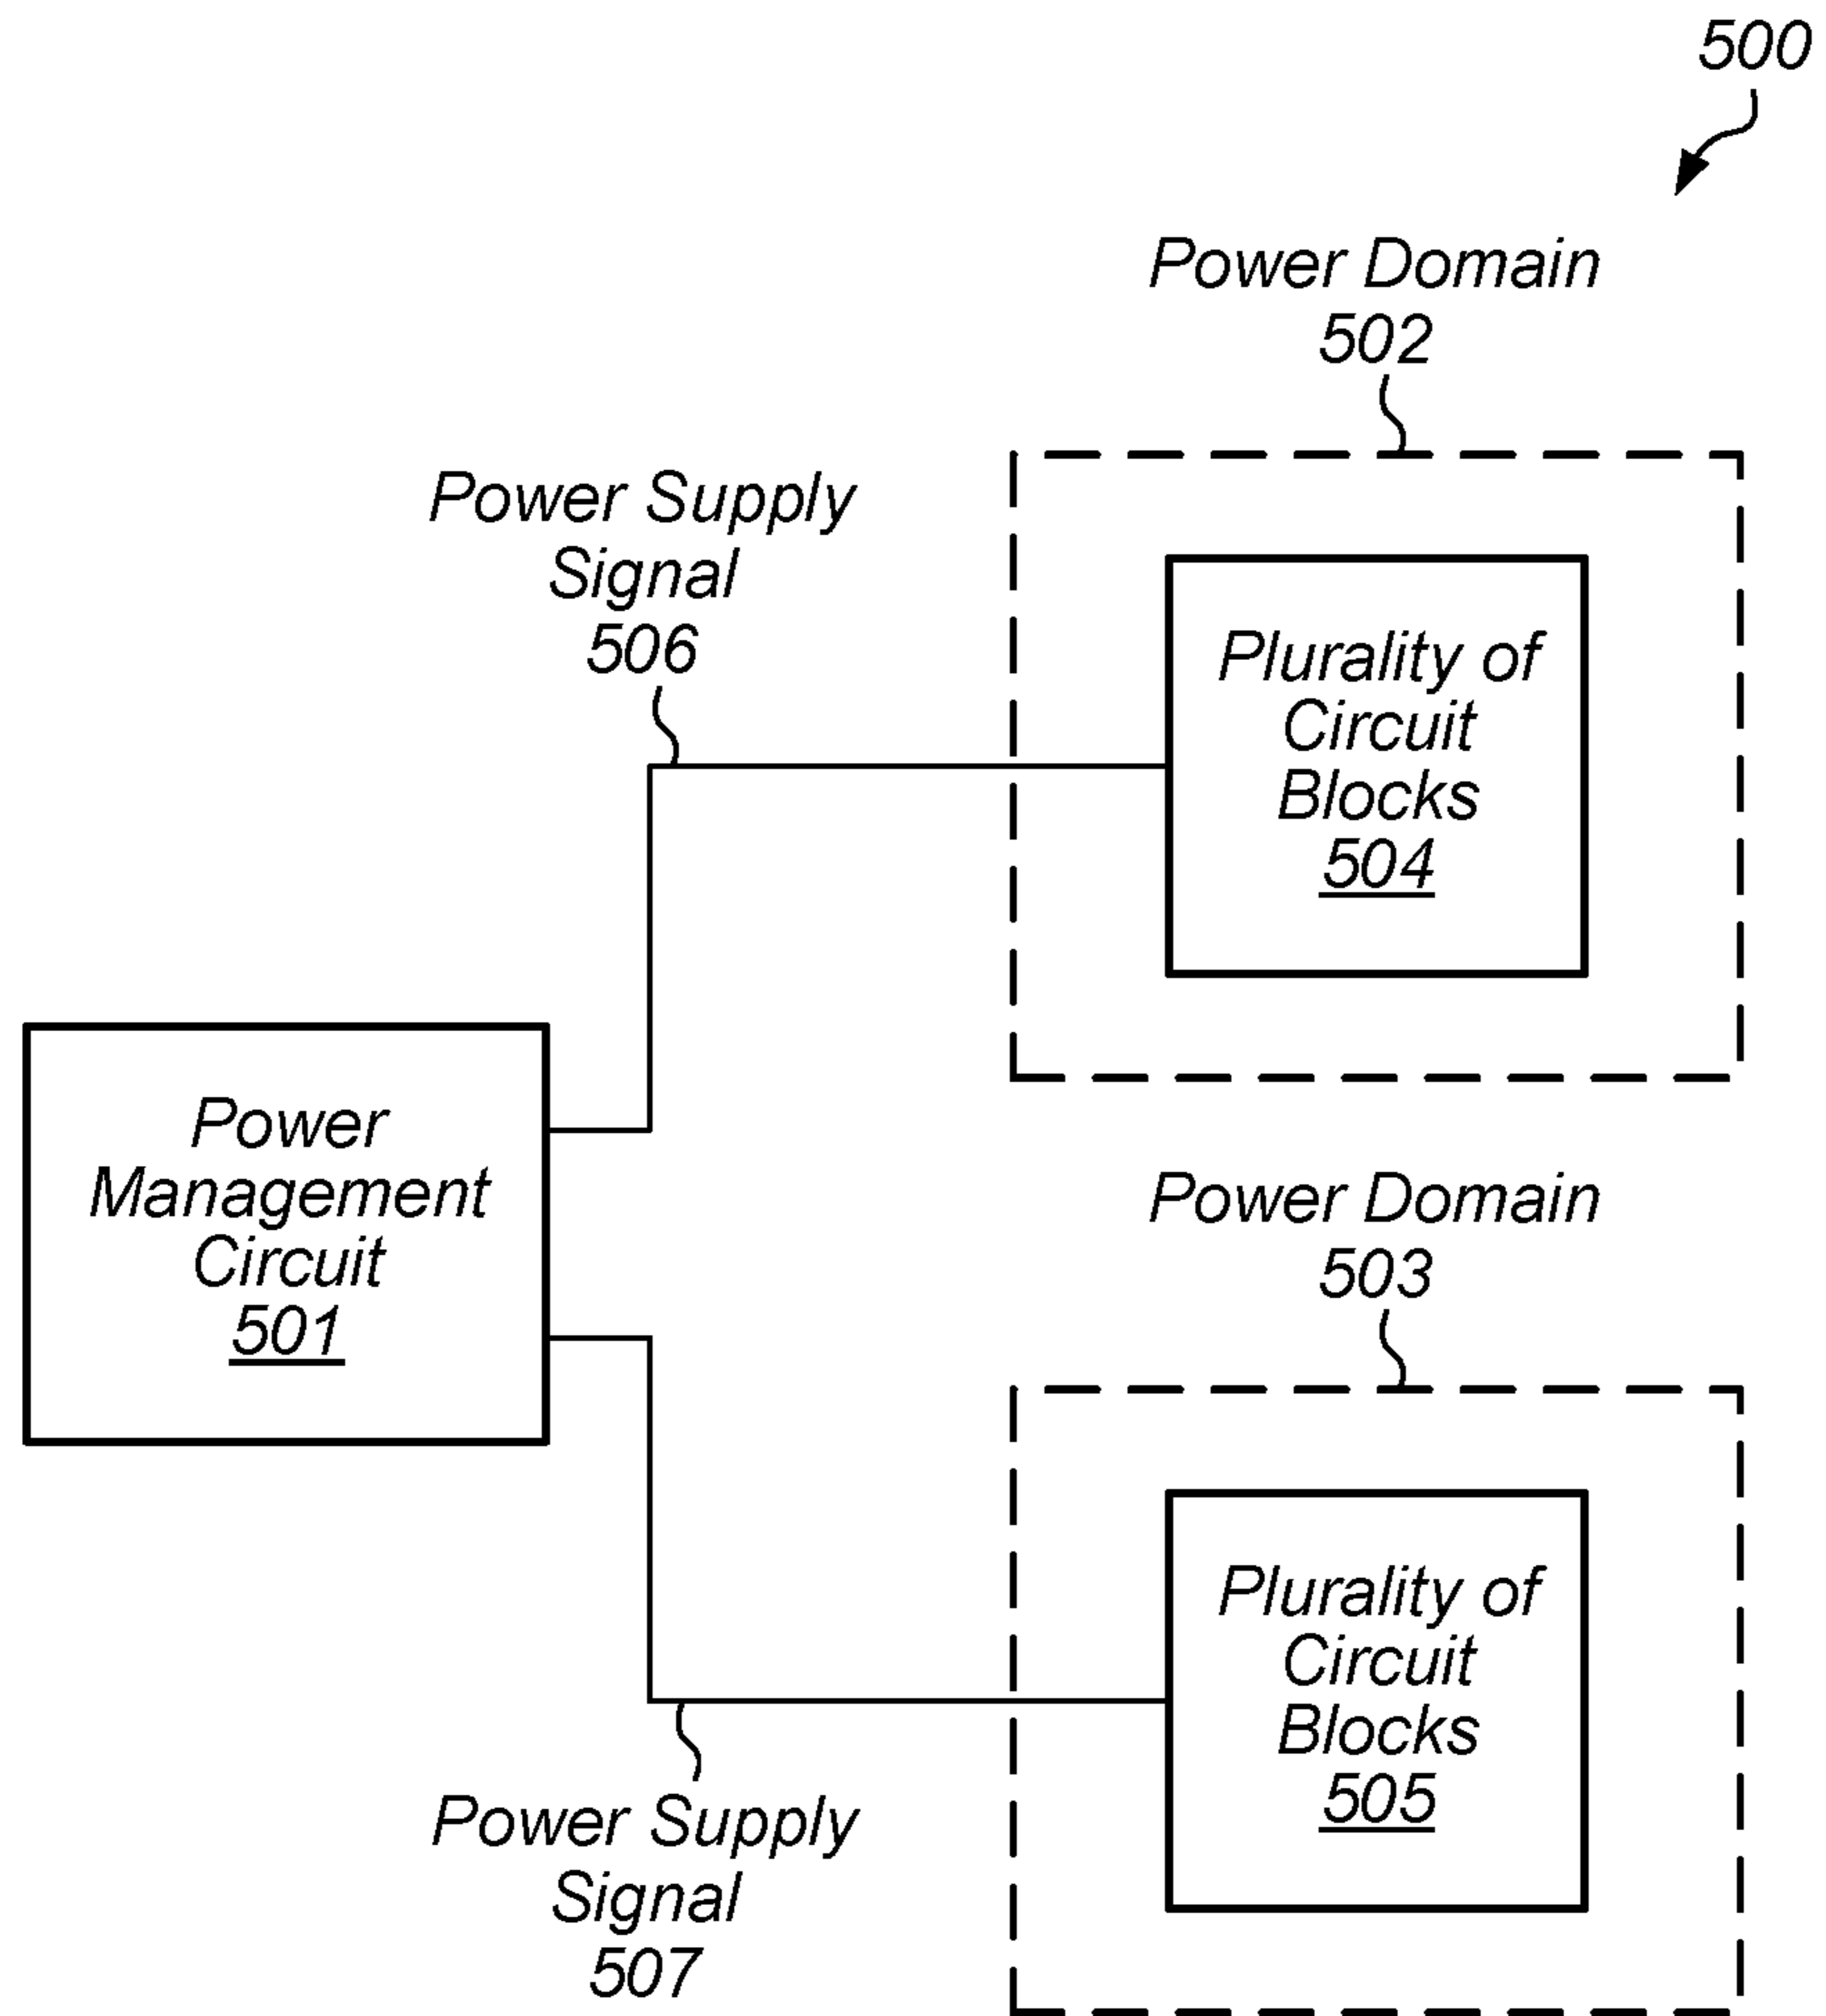 500
Power Domain
502
Power Supply
Signal
506
Plurality of
Circuit
Blocks
504
Power
Management
Circuit
501
Power Domain
503
Plurality of
Circuit
Blocks
505
Power Supply
Signal
507